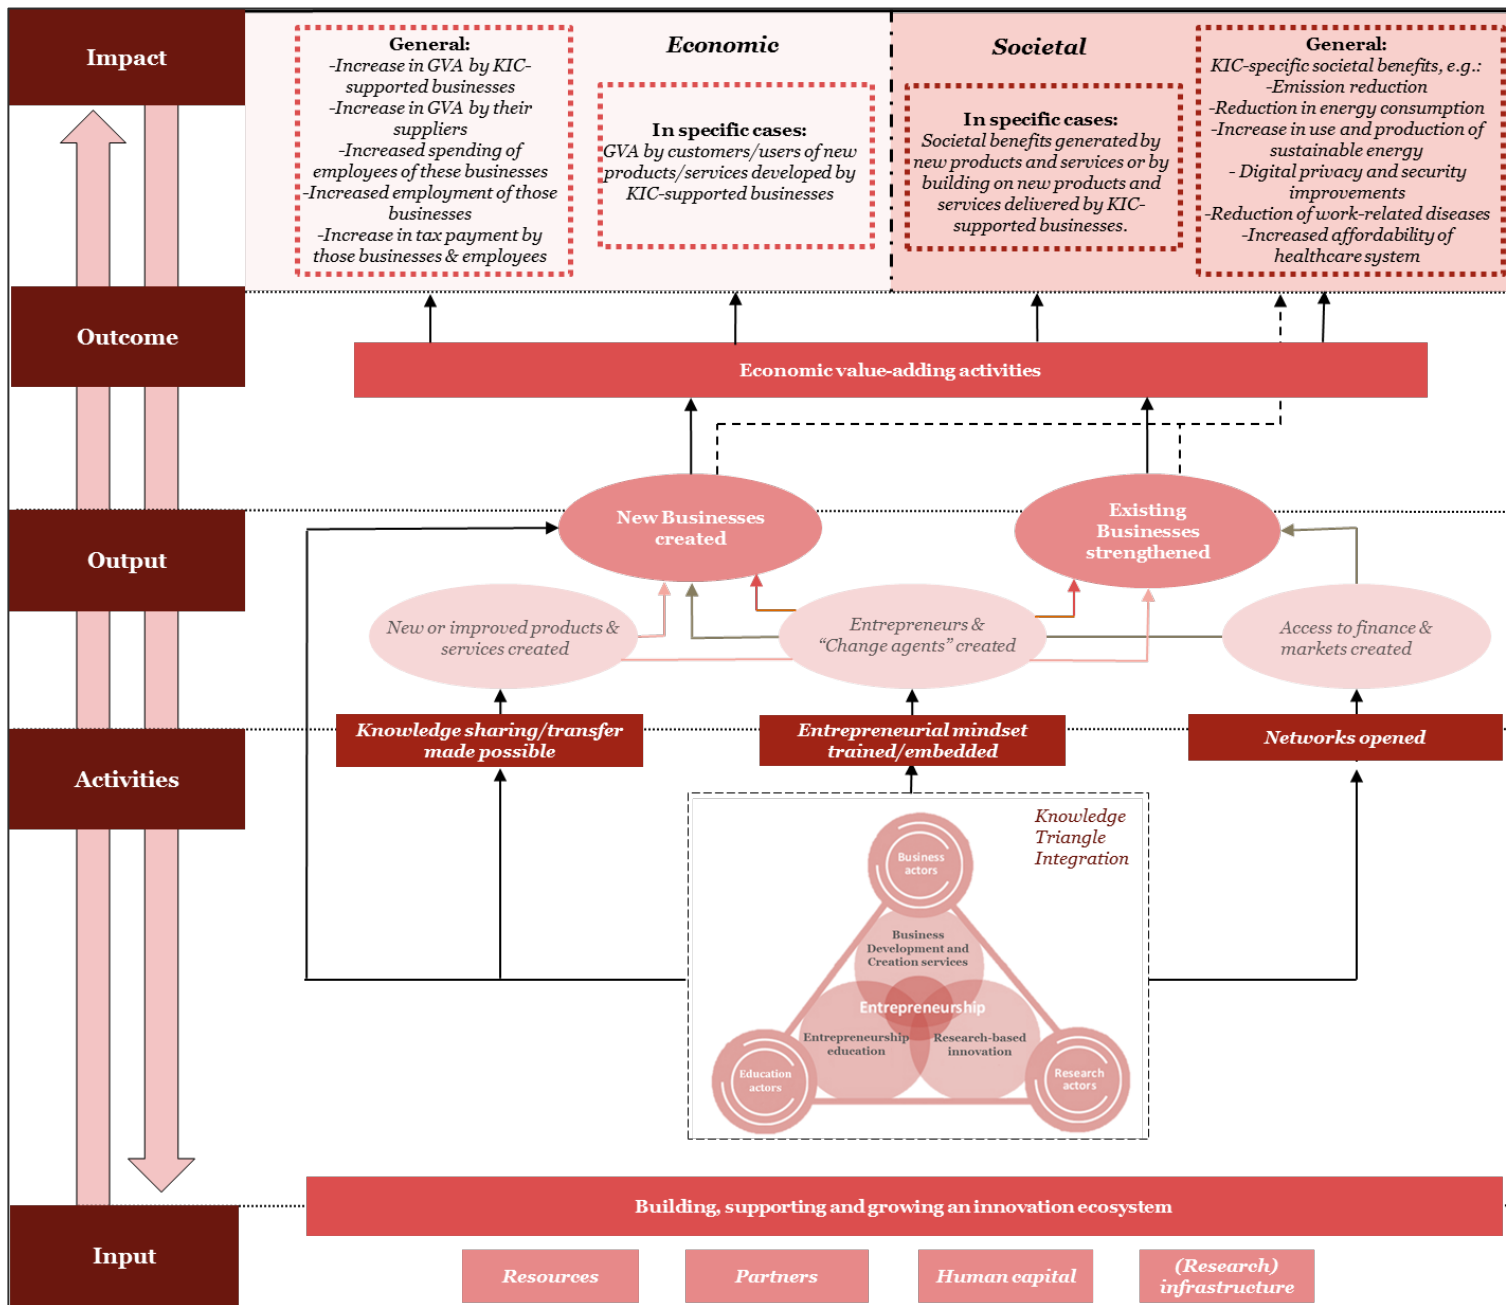 Impact
General:
-Increase in GVA by KIC-
supported businesses
-Increase in GVA by their
suppliers
-Increased spending of
employees of these businesses
-Increased employment of those
businesses
-Increase in tax payment by
those businesses & employees
Economic
In specific cases:
GVA by customers/users of new
products/services developed by
KIC-supported businesses
Societal
In specific cases:
Societal benefits generated by
new products and services or by
building on new products and
services delivered by KIC-
supported businesses.
General:
KIC-specific societal benefits, e.g.:
-Emission reduction
-Reduction in energy consumption
-Increase in use and production of
sustainable energy
- Digital privacy and security
improvements
-Reduction of work-related diseases
-Increased affordability of
healthcare system
Outcome
Economic value-adding activities
New Businesses
created
Existing
Businesses
strengthened
Output
New or improved products &
services created
Entrepreneurs &
“Change agents” created
Access to finance &
markets created
Knowledge sharing/transfer
made possible
Entrepreneurial mindset
trained/embedded
Networks opened
Activities
Knowledge
Triangle
Integration
Business
actors
Business
Development and
Creation services
Entrepreneurship
Entrepreneurship
education
Research-based
innovation
Education
actors
Research
actors
Building, supporting and growing an innovation ecosystem
Input
Resources
Partners
Human capital
(Research)
infrastructure